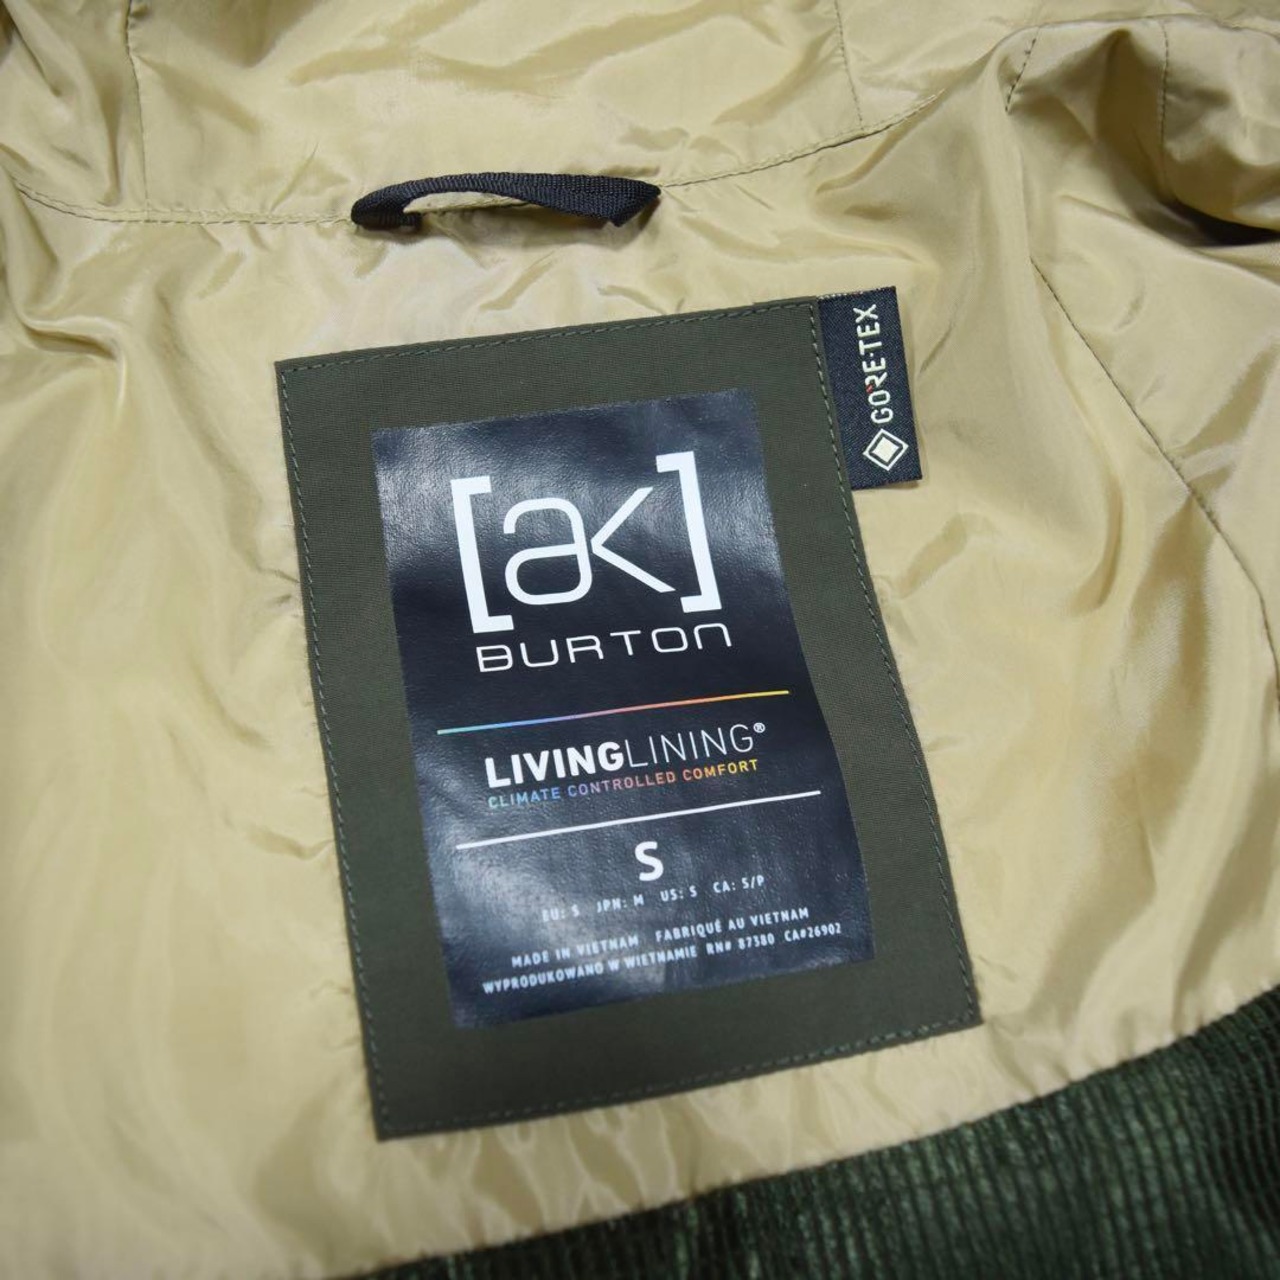 GORE-TEX
[ak]
BURTON
LIVINGLINING®
CLIMATE CONTROLLED COMFORT
S
EU: S JPN: M US: S CA: S/P
MADE IN VIETNAM FABRIQUÉ AU VIETNAM
WYPRODUKOWANO W WIETNAMIE RN# 87380 CA#26902